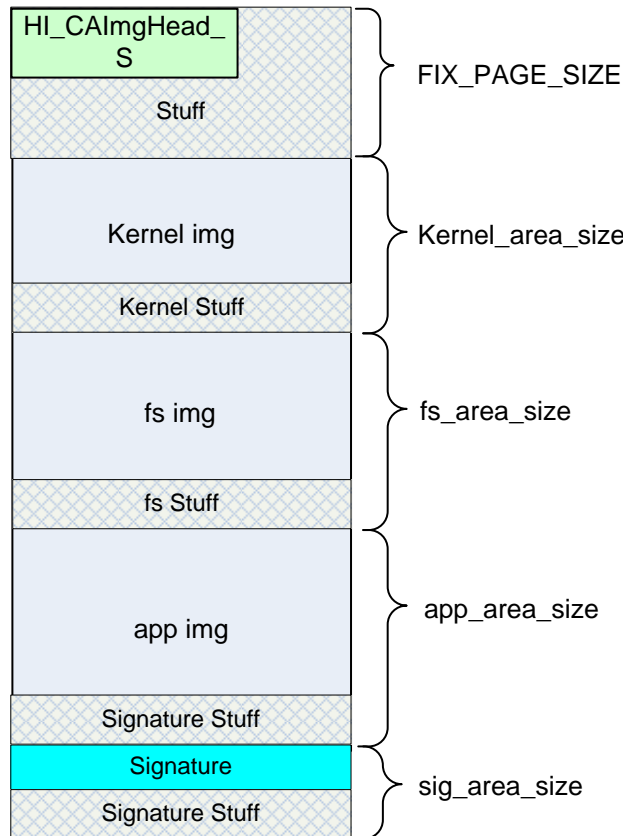 HI_CAImgHead_
S
FIX_PAGE_SIZE
Stuff
Kernel img
Kernel_area_size
Kernel Stuff
fs img
fs_area_size
fs Stuff
app img
app_area_size
Signature Stuff
Signature
sig_area_size
Signature Stuff